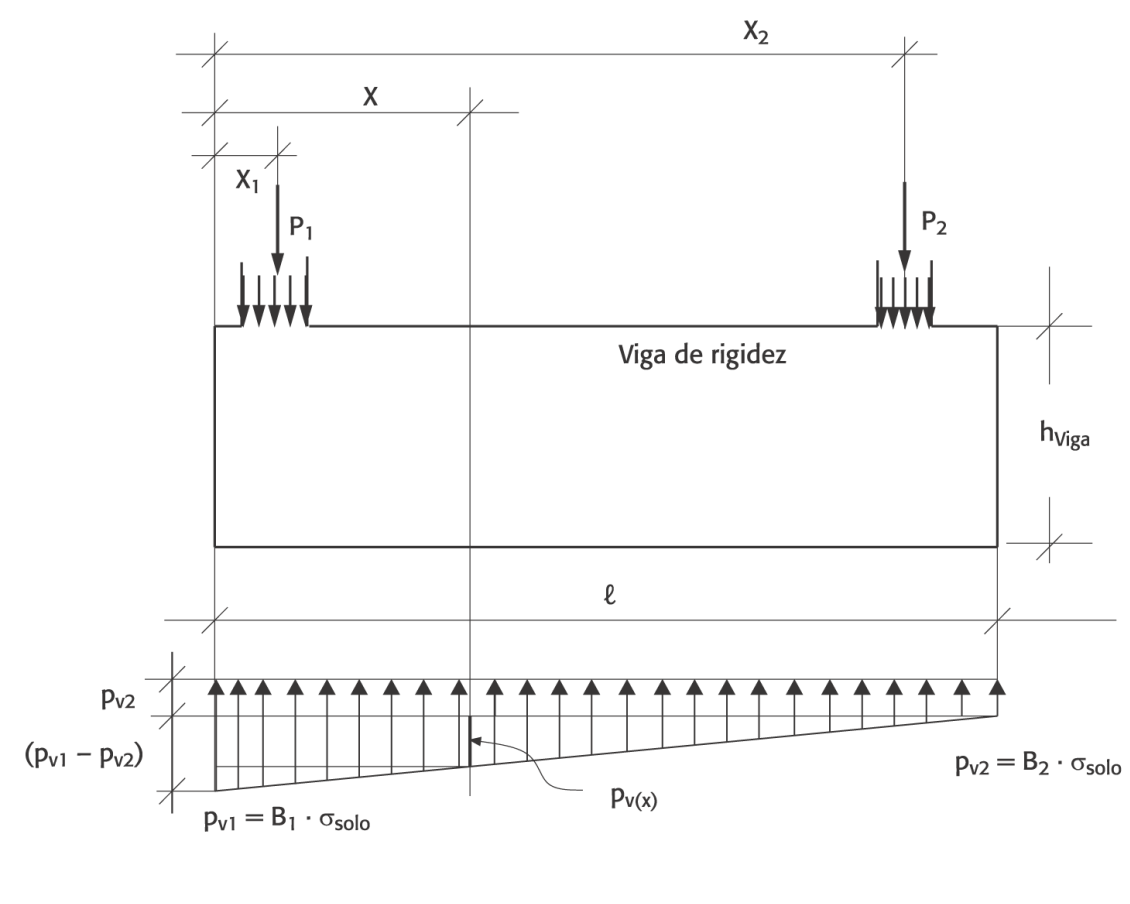 X₂
X
X₁
P₁
P₂
Viga de rigidez
hViga
ℓ
pv2
(pv1 − pv2)
pv2 = B₂ · σsolo
pv(x)
pv1 = B₁ · σsolo